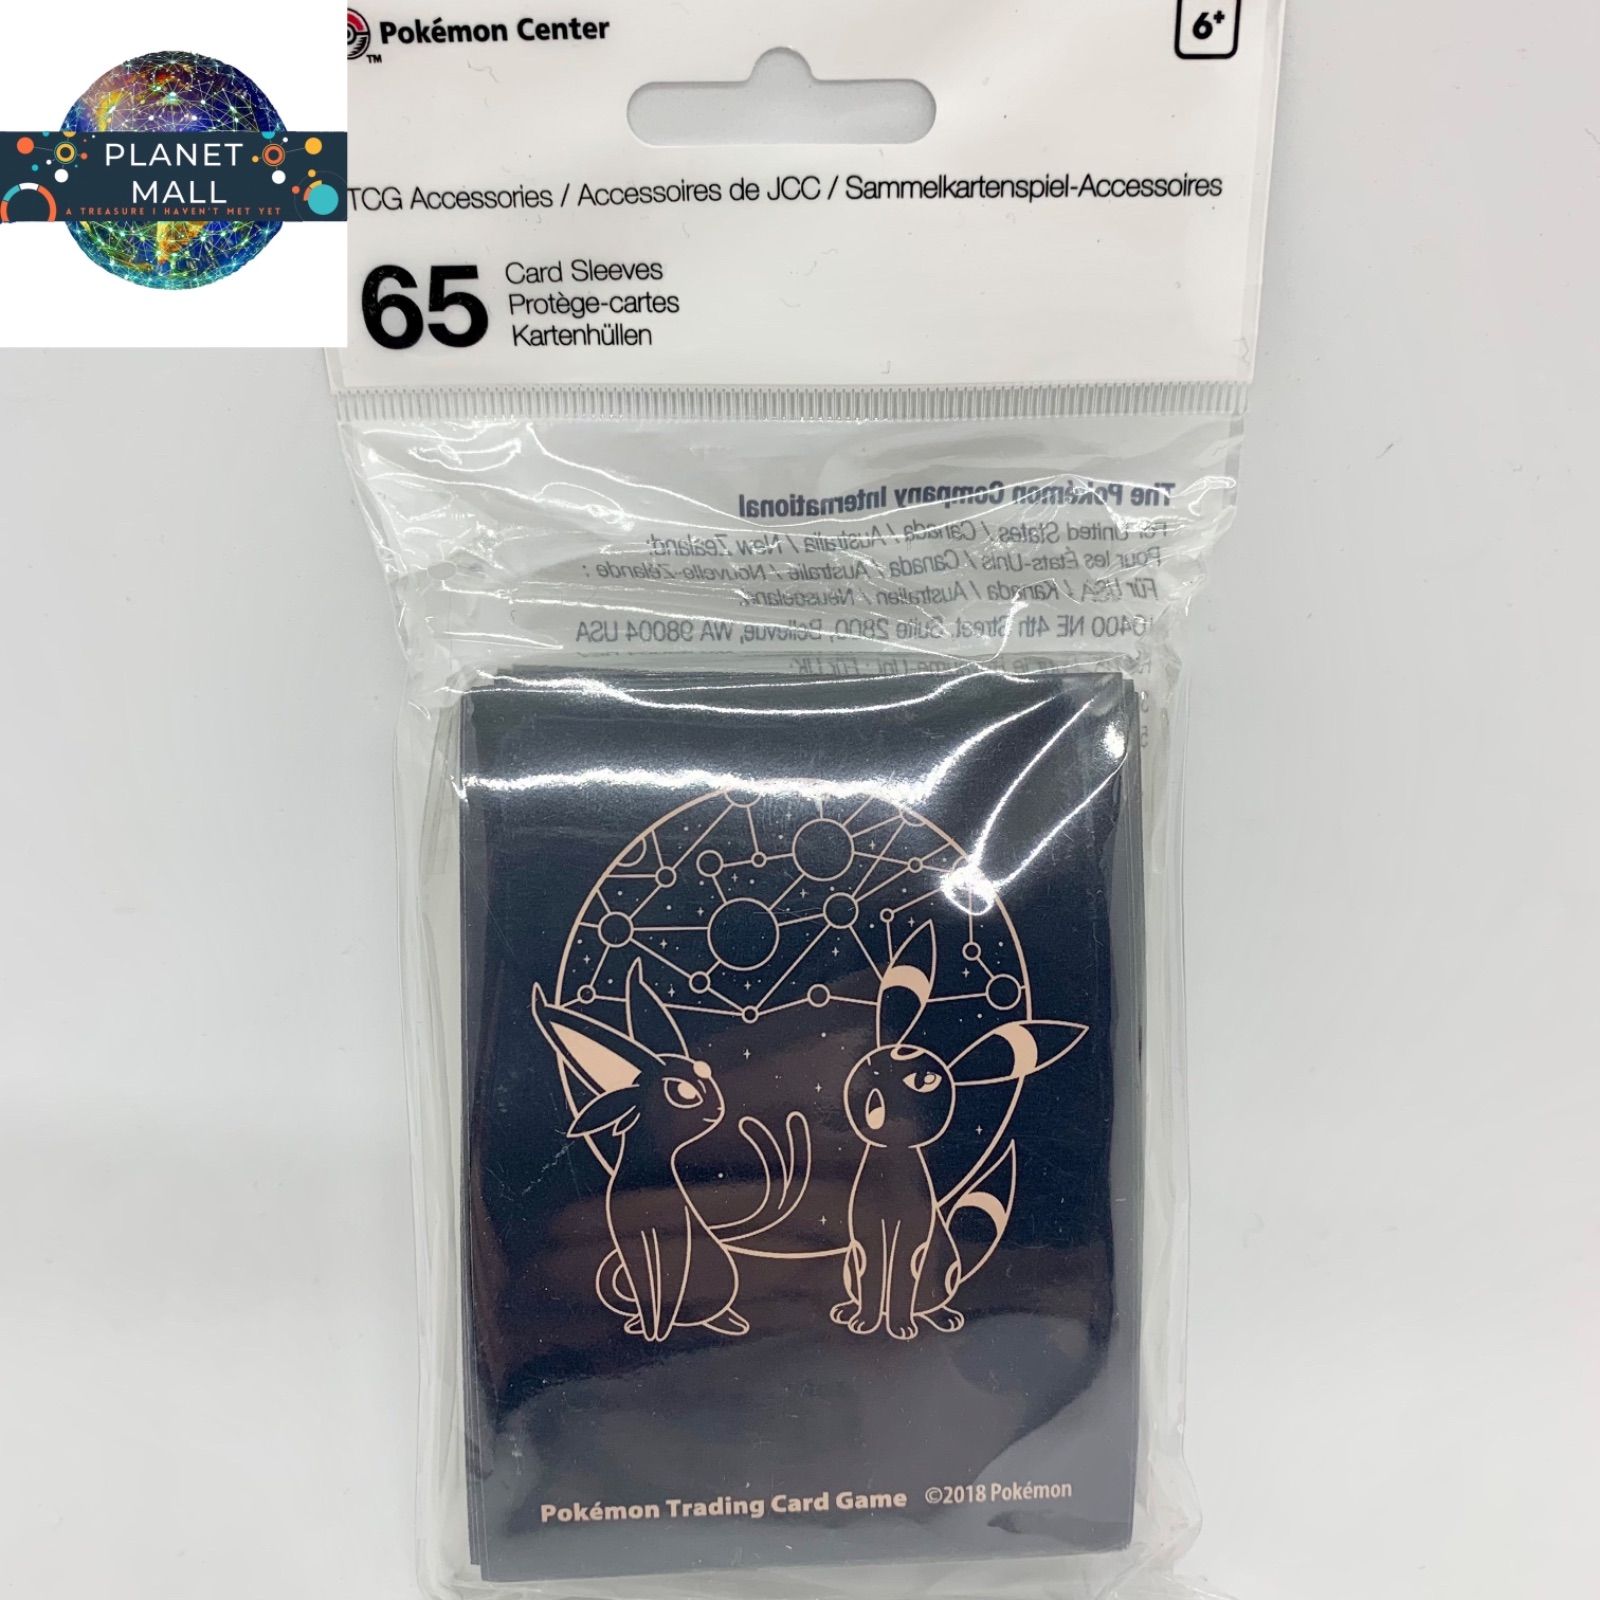 Pokémon Center
TM
6+
PLANET
MALL
A TREASURE I HAVEN'T MET YET
TCG Accessories / Accessoires de JCC / Sammelkartenspiel-Accessoires
65
Card Sleeves
Protège-cartes
Kartenhüllen
The Pokémon Company International
For United States / Canada / Australia / New Zealand:
Pour les États-Unis / Canada / Australie / Nouvelle-Zélande :
Für USA / Kanada / Australien / Neuseeland:
10400 NE 4th Street, Suite 2800, Bellevue, WA 98004 USA
Pokémon Trading Card Game ©2018 Pokémon